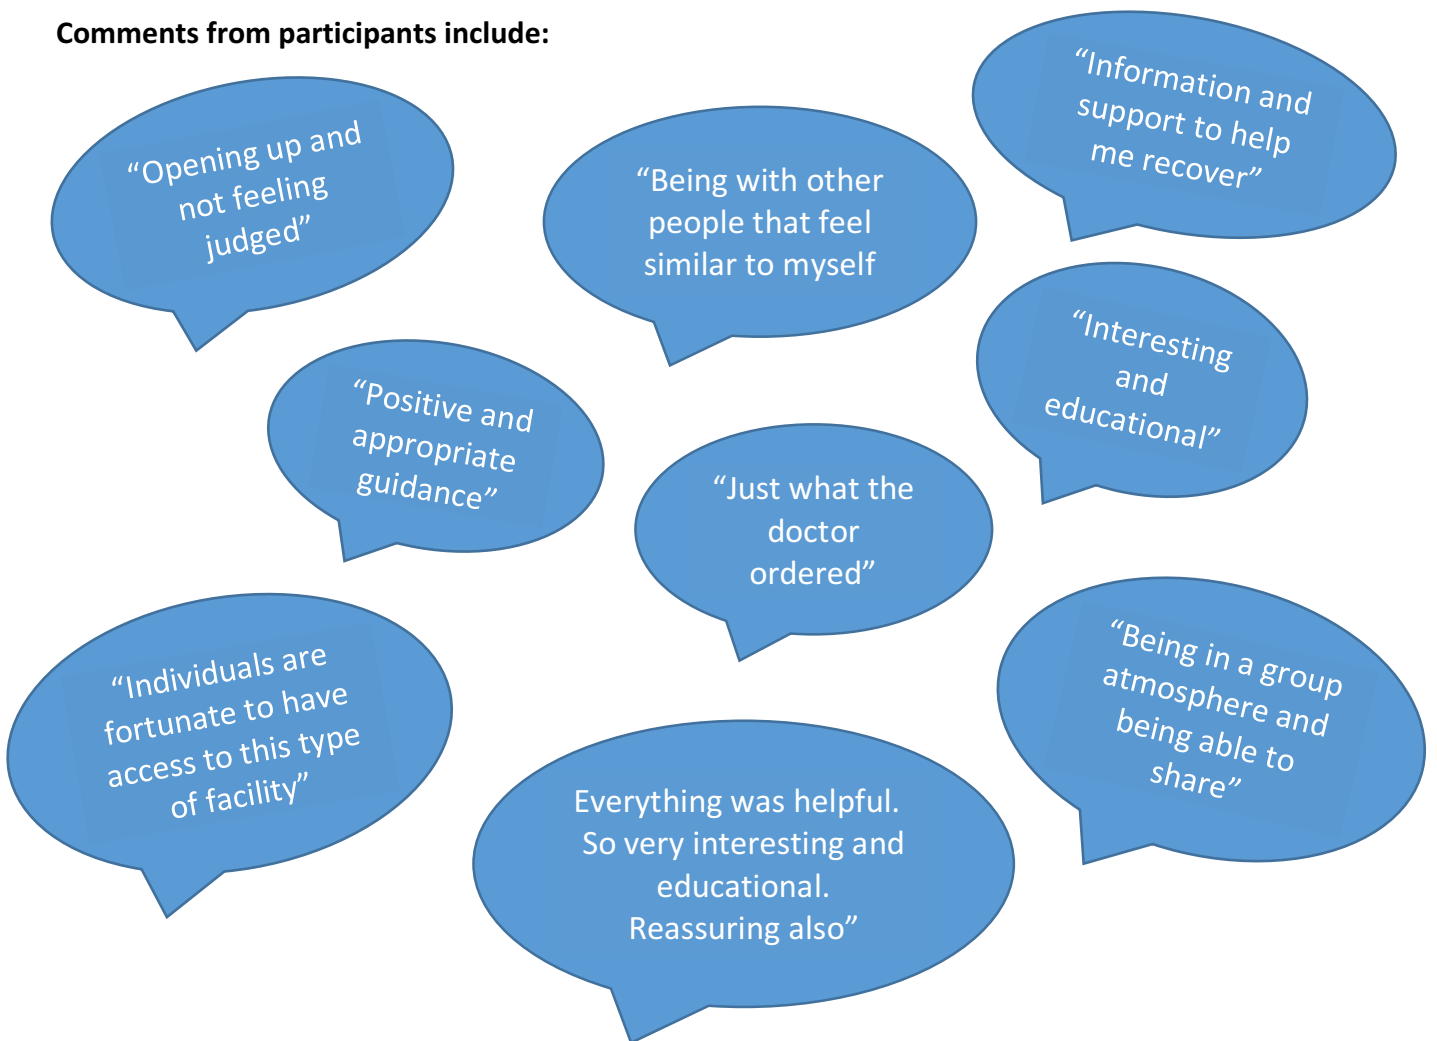 Comments from participants include:
“Opening up and
not feeling
judged”
“Being with other
people that feel
similar to myself
“Information and
support to help
me recover”
“Interesting
and
educational”
“Positive and
appropriate
guidance”
“Just what the
doctor
ordered”
“Individuals are
fortunate to have
access to this type
of facility”
Everything was helpful.
So very interesting and
educational.
Reassuring also”
“Being in a group
atmosphere and
being able to
share”